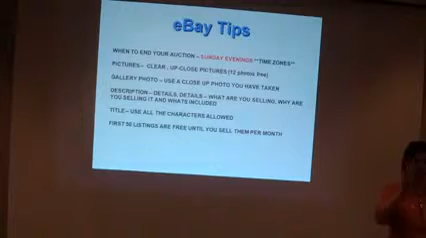 eBay Tips
WHEN TO END YOUR AUCTION – SUNDAY EVENINGS **TIME ZONES**
PICTURES – CLEAR, UP-CLOSE PICTURES (12 photos free)
GALLERY PHOTO – USE A CLOSE UP PHOTO YOU HAVE TAKEN
DESCRIPTION – DETAILS, DETAILS – WHAT ARE YOU SELLING, WHY ARE
YOU SELLING IT AND WHATS INCLUDED
TITLE – USE ALL THE CHARACTERS ALLOWED
FIRST 50 LISTINGS ARE FREE UNTIL YOU SELL THEM PER MONTH